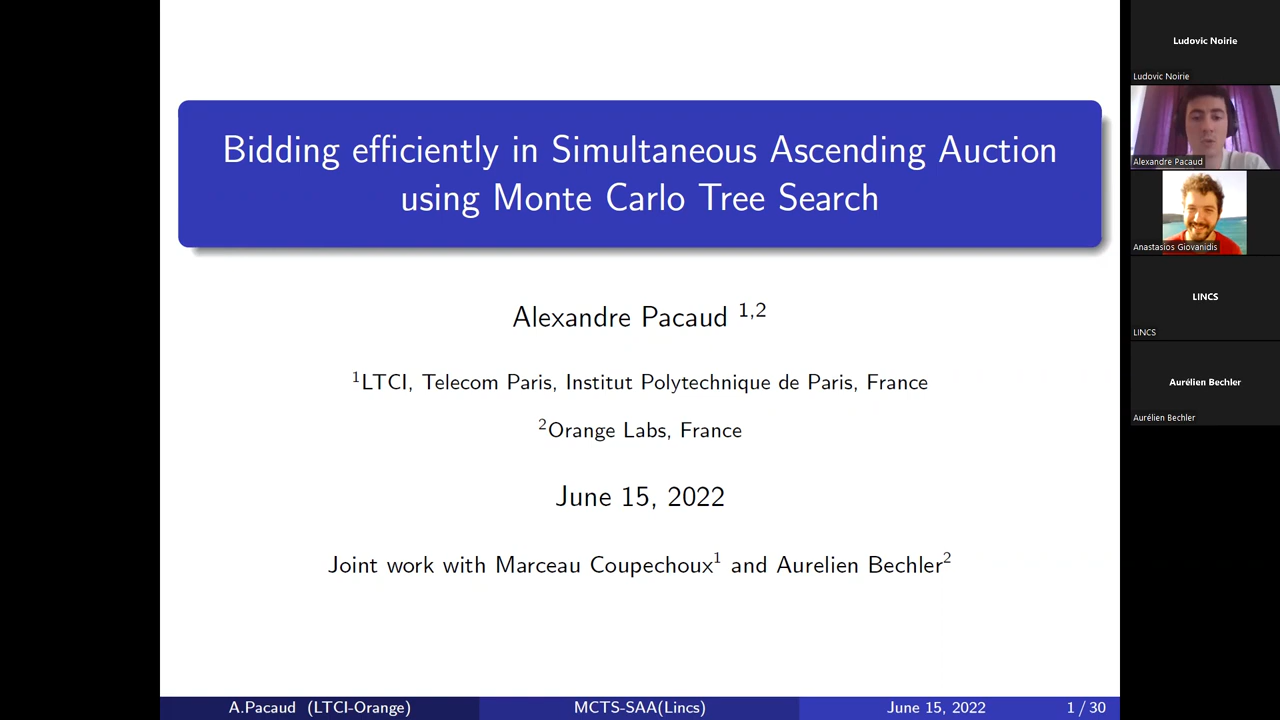 Bidding efficiently in Simultaneous Ascending Auction
using Monte Carlo Tree Search
Alexandre Pacaud 1,2
1LTCI, Telecom Paris, Institut Polytechnique de Paris, France
2Orange Labs, France
June 15, 2022
Joint work with Marceau Coupechoux1 and Aurelien Bechler2
A.Pacaud (LTCI-Orange)
MCTS-SAA(Lincs)
June 15, 2022
1 / 30
Ludovic Noirie
Ludovic Noirie
Alexandre Pacaud
Anastasios Giovanidis
LINCS
LINCS
Aurélien Bechler
Aurélien Bechler